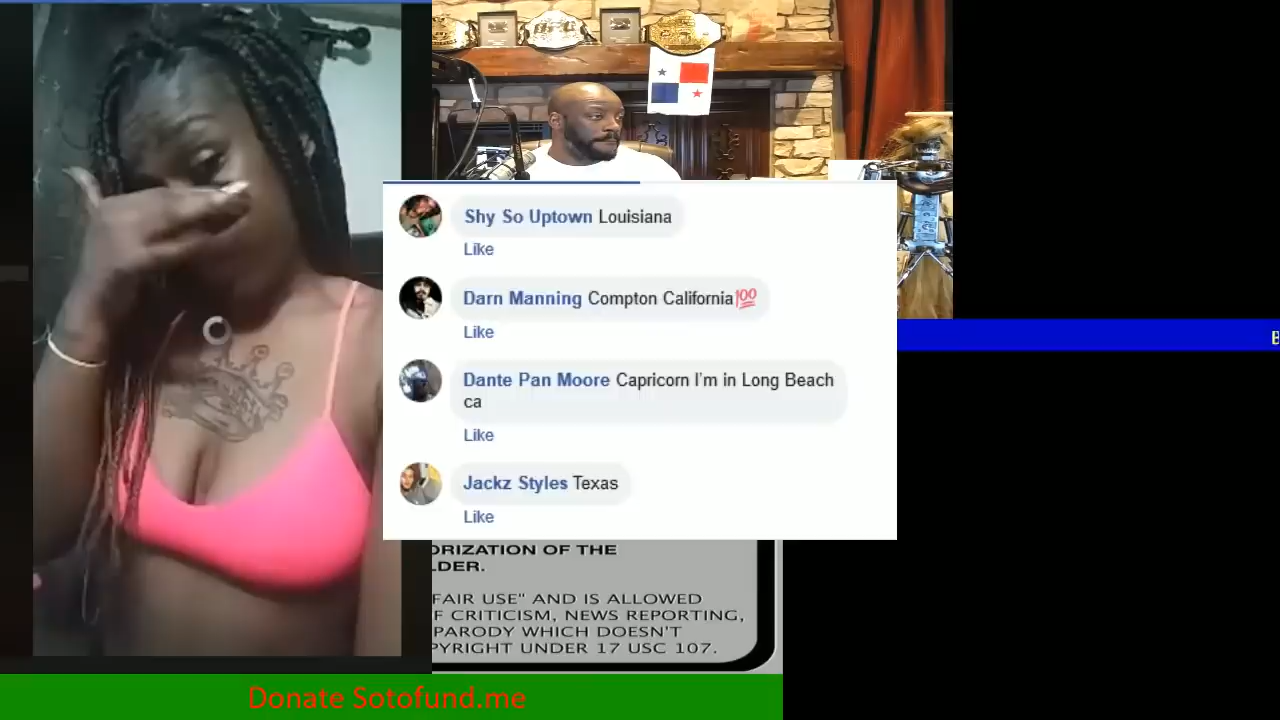 Shy So Uptown Louisiana
Like
Darn Manning Compton California💯
Like
Dante Pan Moore Capricorn I'm in Long Beach
ca
Like
Jackz Styles Texas
Like
ORIZATION OF THE
LDER.
FAIR USE" AND IS ALLOWED
F CRITICISM, NEWS REPORTING,
PARODY WHICH DOESN'T
PYRIGHT UNDER 17 USC 107.
Donate Sotofund.me